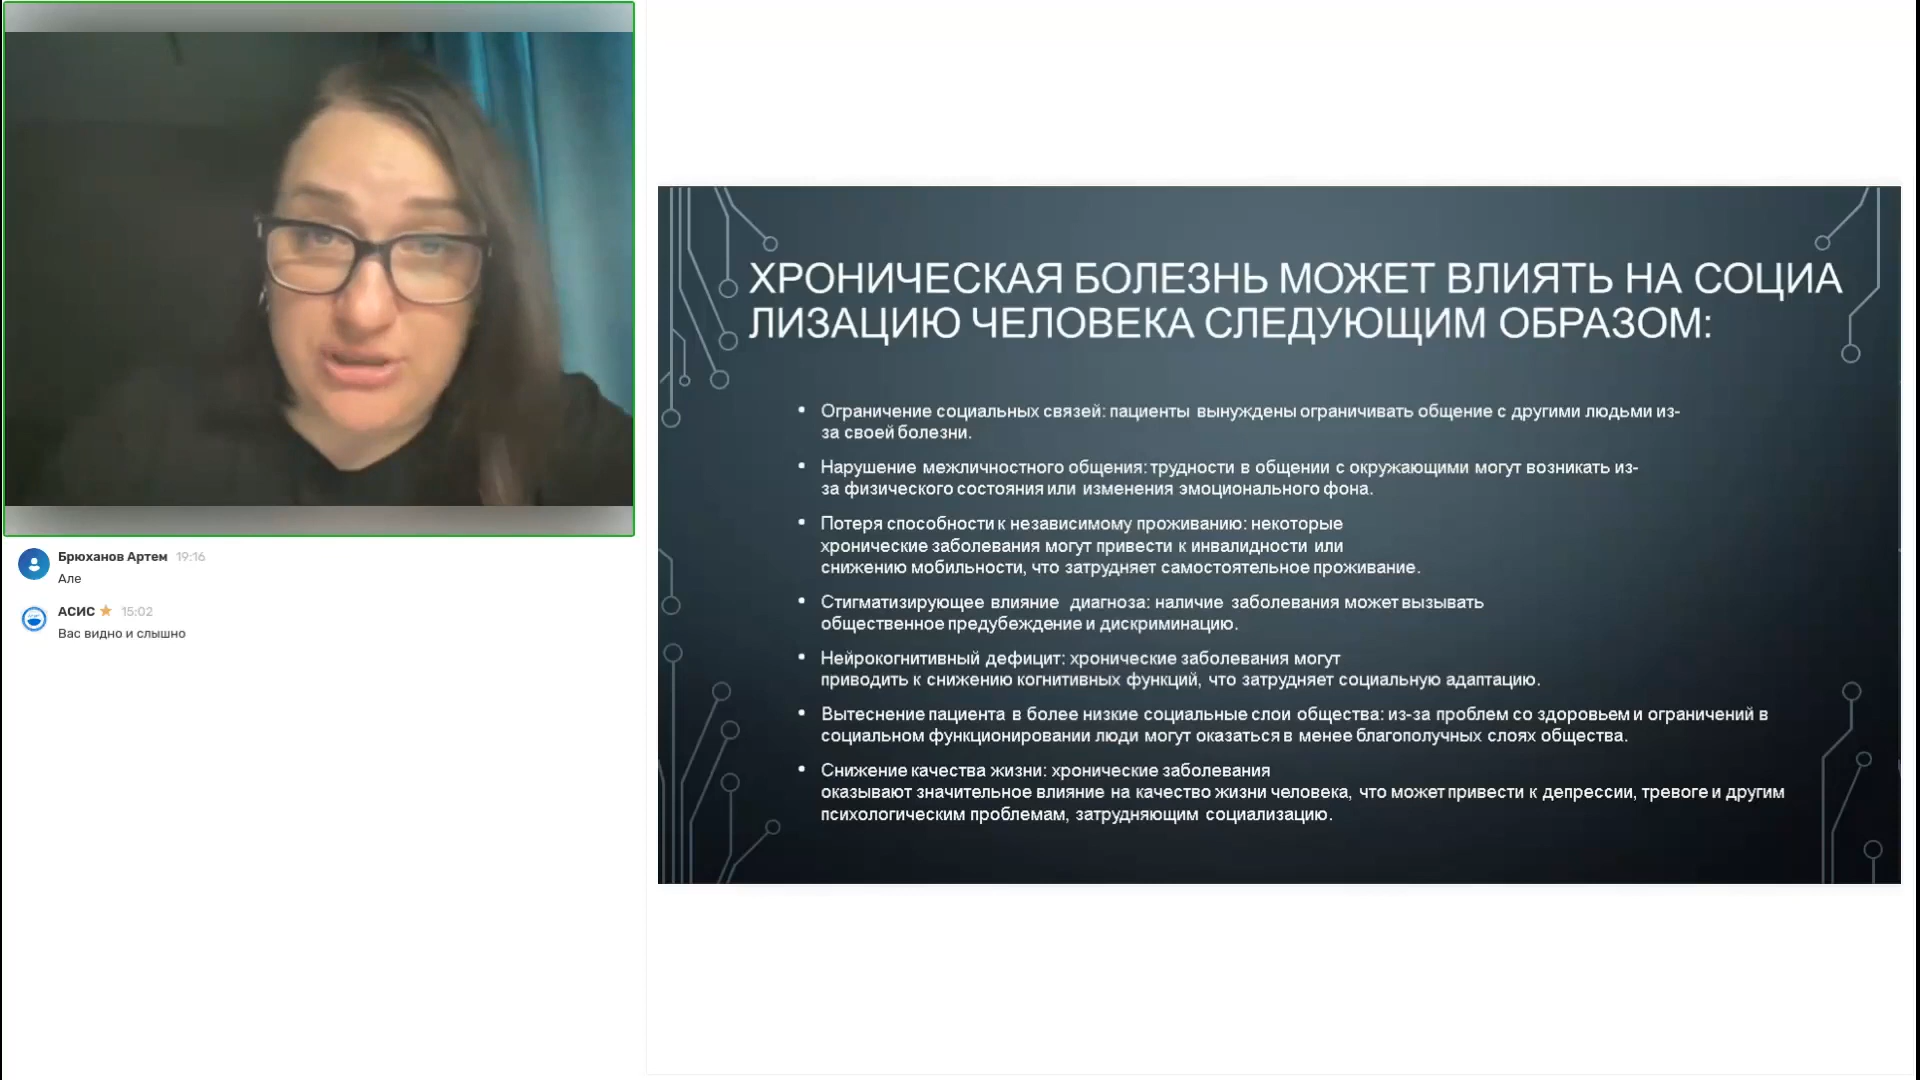 Брюханов Артем 19:16
Але
АСИС 15:02
Вас видно и слышно
ХРОНИЧЕСКАЯ БОЛЕЗНЬ МОЖЕТ ВЛИЯТЬ НА СОЦИА
ЛИЗАЦИЮ ЧЕЛОВЕКА СЛЕДУЮЩИМ ОБРАЗОМ:
• Ограничение социальных связей: пациенты вынуждены ограничивать общение с другими людьми из-
за своей болезни.
• Нарушение межличностного общения: трудности в общении с окружающими могут возникать из-
за физического состояния или изменения эмоционального фона.
• Потеря способности к независимому проживанию: некоторые
хронические заболевания могут привести к инвалидности или
снижению мобильности, что затрудняет самостоятельное проживание.
• Стигматизирующее влияние диагноза: наличие заболевания может вызывать
общественное предубеждение и дискриминацию.
• Нейрокогнитивный дефицит: хронические заболевания могут
приводить к снижению когнитивных функций, что затрудняет социальную адаптацию.
• Вытеснение пациента в более низкие социальные слои общества: из-за проблем со здоровьем и ограничений в
социальном функционировании люди могут оказаться в менее благополучных слоях общества.
• Снижение качества жизни: хронические заболевания
оказывают значительное влияние на качество жизни человека, что может привести к депрессии, тревоге и другим
психологическим проблемам, затрудняющим социализацию.